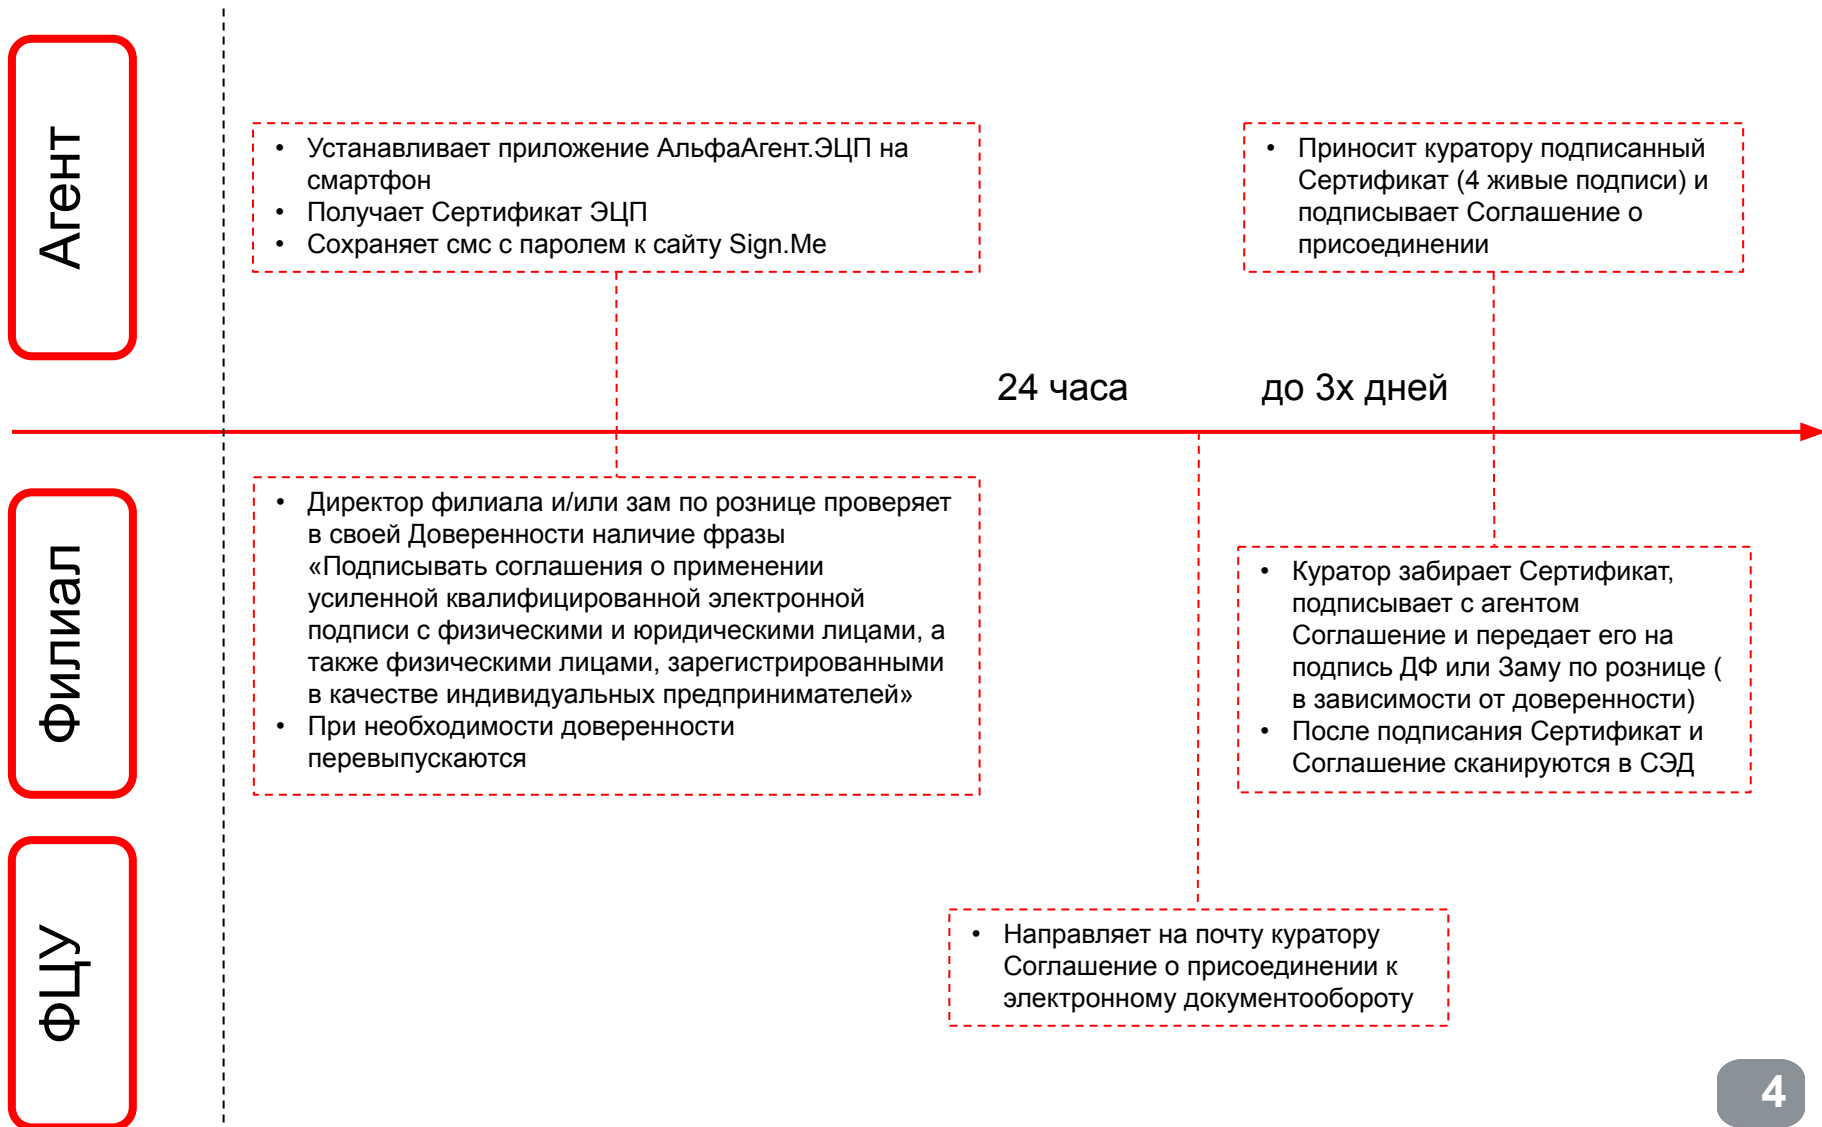 Агент
• Устанавливает приложение АльфаАгент.ЭЦП на
смартфон
• Получает Сертификат ЭЦП
• Сохраняет смс с паролем к сайту Sign.Me
• Приносит куратору подписанный
Сертификат (4 живые подписи) и
подписывает Соглашение о
присоединении
24 часа
до 3х дней
Филиал
• Директор филиала и/или зам по рознице проверяет
в своей Доверенности наличие фразы
«Подписывать соглашения о применении
усиленной квалифицированной электронной
подписи с физическими и юридическими лицами, а
также физическими лицами, зарегистрированными
в качестве индивидуальных предпринимателей»
• При необходимости доверенности
перевыпускаются
• Куратор забирает Сертификат,
подписывает с агентом
Соглашение и передает его на
подпись ДФ или Заму по рознице (
в зависимости от доверенности)
• После подписания Сертификат и
Соглашение сканируются в СЭД
ФЦУ
• Направляет на почту куратору
Соглашение о присоединении к
электронному документообороту
4